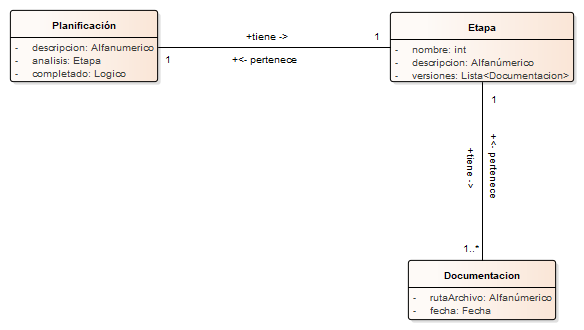 Planificación
- descripcion: Alfanumerico
- analisis: Etapa
- completado: Logico
+tiene ->
1
1
+<- pertenece
Etapa
- nombre: int
- descripcion: Alfanúmerico
- versiones: Lista<Documentacion>
1
+<- pertenece
+tiene ->
1..*
Documentacion
- rutaArchivo: Alfanúmerico
- fecha: Fecha